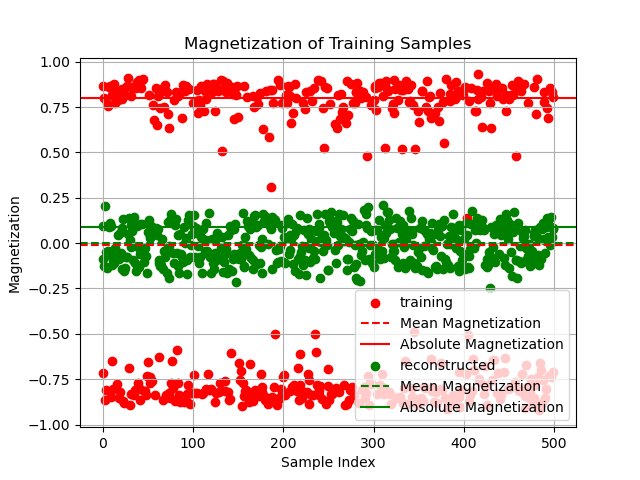 Magnetization of Training Samples
Magnetization
1.00
0.75
0.50
0.25
0.00
−0.25
−0.50
−0.75
−1.00
training
Mean Magnetization
Absolute Magnetization
reconstructed
Mean Magnetization
Absolute Magnetization
0
100
200
300
400
500
Sample Index